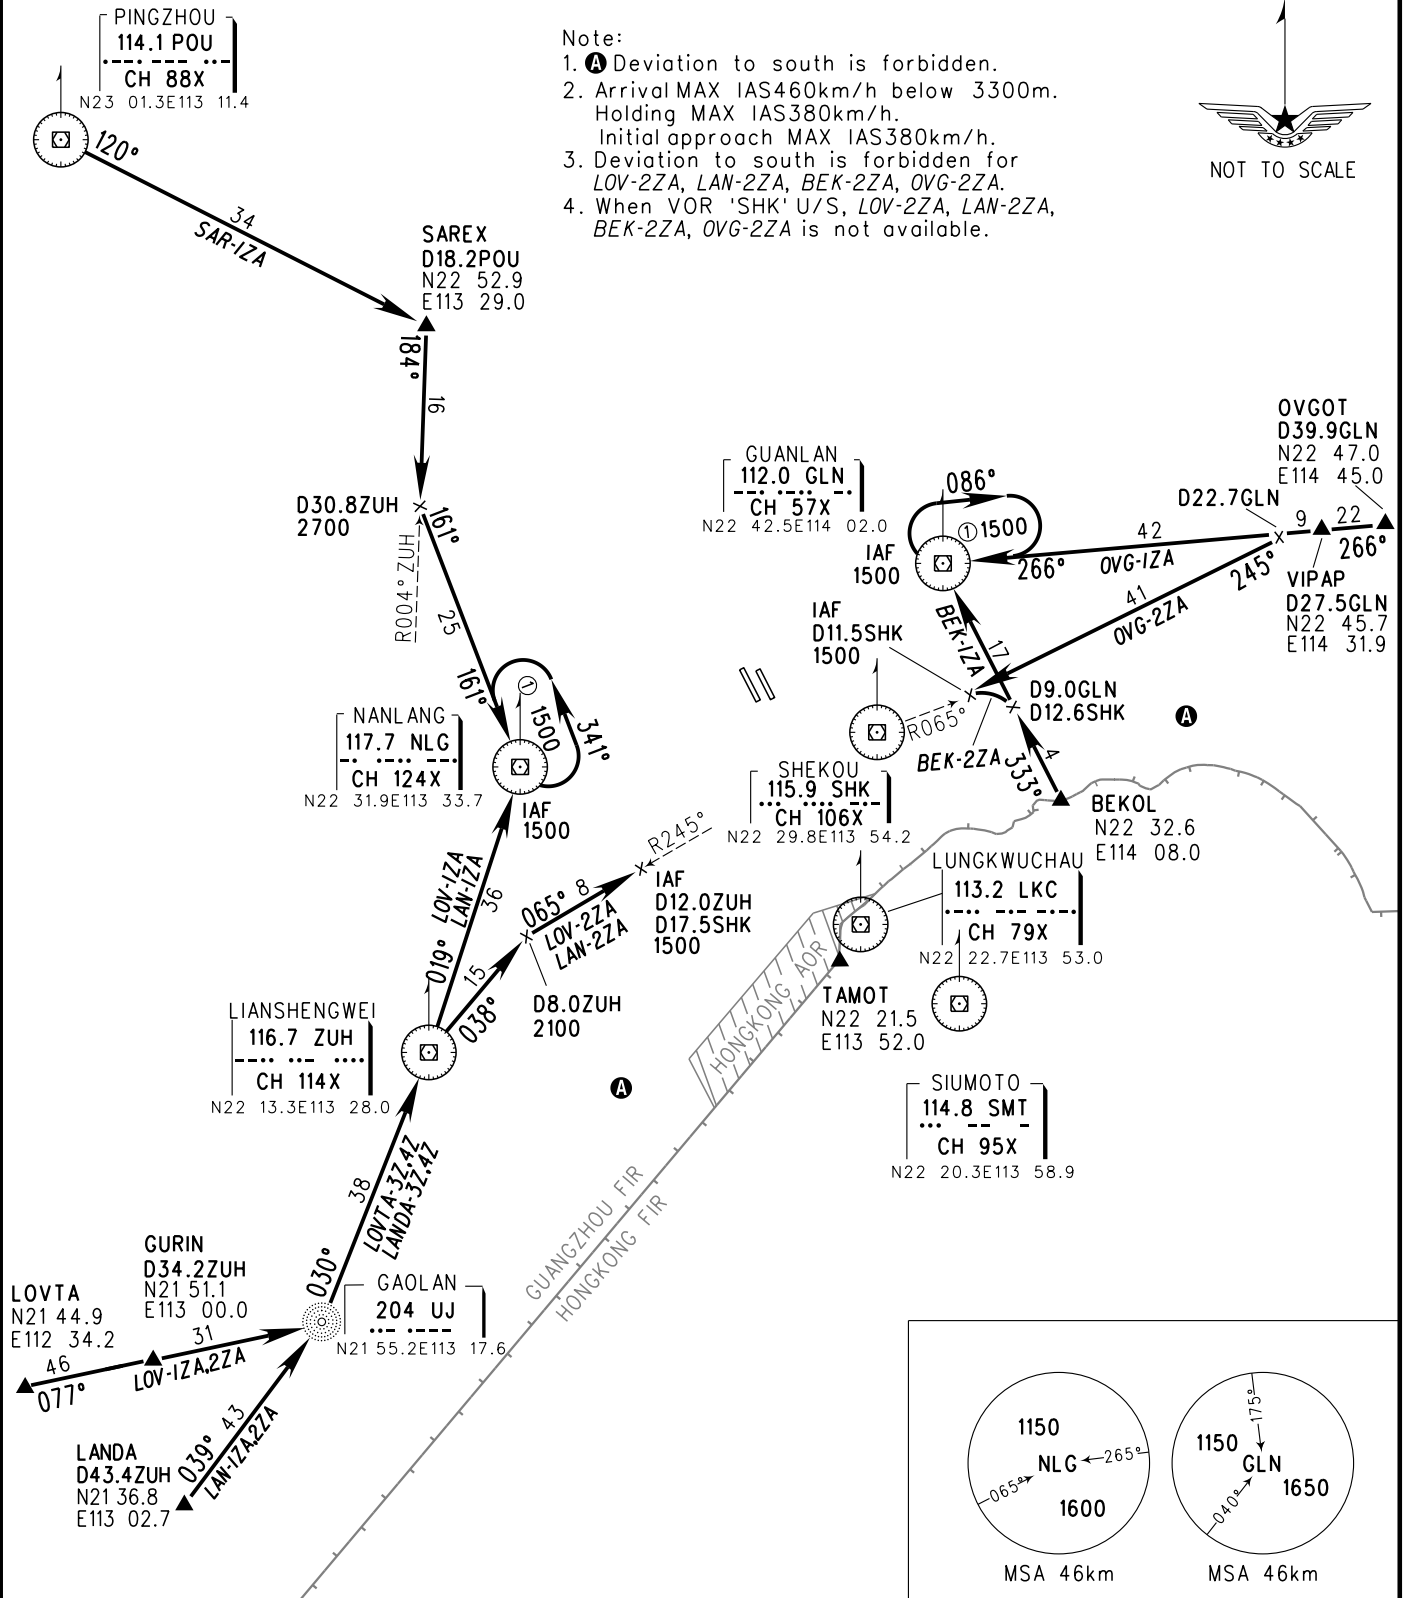 PINGZHOU
114.1 POU
CH 88X
N23 01.3E113 11.4
120°
34
SAR-1ZA
SAREX
D18.2POU
N22 52.9
E113 29.0
184°
16
Note:
1. A Deviation to south is forbidden.
2. Arrival MAX IAS460km/h below 3300m.
Holding MAX IAS380km/h.
Initial approach MAX IAS380km/h.
3. Deviation to south is forbidden for
LOV-2ZA, LAN-2ZA, BEK-2ZA, OVG-2ZA.
4. When VOR 'SHK' U/S, LOV-2ZA, LAN-2ZA,
BEK-2ZA, OVG-2ZA is not available.
NOT TO SCALE
D30.8ZUH
2700
R004° ZUH
161°
25
161°
1
1500
341°
NANLANG
117.7 NLG
CH 124X
N22 31.9E113 33.7
IAF
1500
GUANLAN
112.0 GLN
CH 57X
N22 42.5E114 02.0
086°
1 1500
IAF
1500
266°
42
OVG-1ZA
D22.7GLN
9
22
266°
OVGOT
D39.9GLN
N22 47.0
E114 45.0
VIPAP
D27.5GLN
N22 45.7
E114 31.9
245°
41
OVG-2ZA
BEK-1ZA
17
IAF
D11.5SHK
1500
R065°
D9.0GLN
D12.6SHK
BEK-2ZA
333°
4
A
BEKOL
N22 32.6
E114 08.0
SHEKOU
115.9 SHK
CH 106X
N22 29.8E113 54.2
LUNGKWUCHAU
113.2 LKC
CH 79X
N22 22.7E113 53.0
TAMOT
N22 21.5
E113 52.0
SIUMOTO
114.8 SMT
CH 95X
N22 20.3E113 58.9
HONGKONG AOR
LOV-1ZA
LAN-1ZA
36
019°
065°
8
LOV-2ZA
LAN-2ZA
R245°
IAF
D12.0ZUH
D17.5SHK
1500
15
038°
D8.0ZUH
2100
LIANSHENGWEI
116.7 ZUH
CH 114X
N22 13.3E113 28.0
A
38
LOVTA-3Z,4Z
LANDA-3Z,4Z
030°
GUANGZHOU FIR
HONGKONG FIR
GAOLAN
204 UJ
N21 55.2E113 17.6
GURIN
D34.2ZUH
N21 51.1
E113 00.0
LOVTA
N21 44.9
E112 34.2
46
077°
31
LOV-1ZA,2ZA
LANDA
D43.4ZUH
N21 36.8
E113 02.7
039°
43
LAN-1ZA,2ZA
1150
NLG
265°
065°
1600
MSA 46km
175°
1150
GLN
1650
040°
MSA 46km